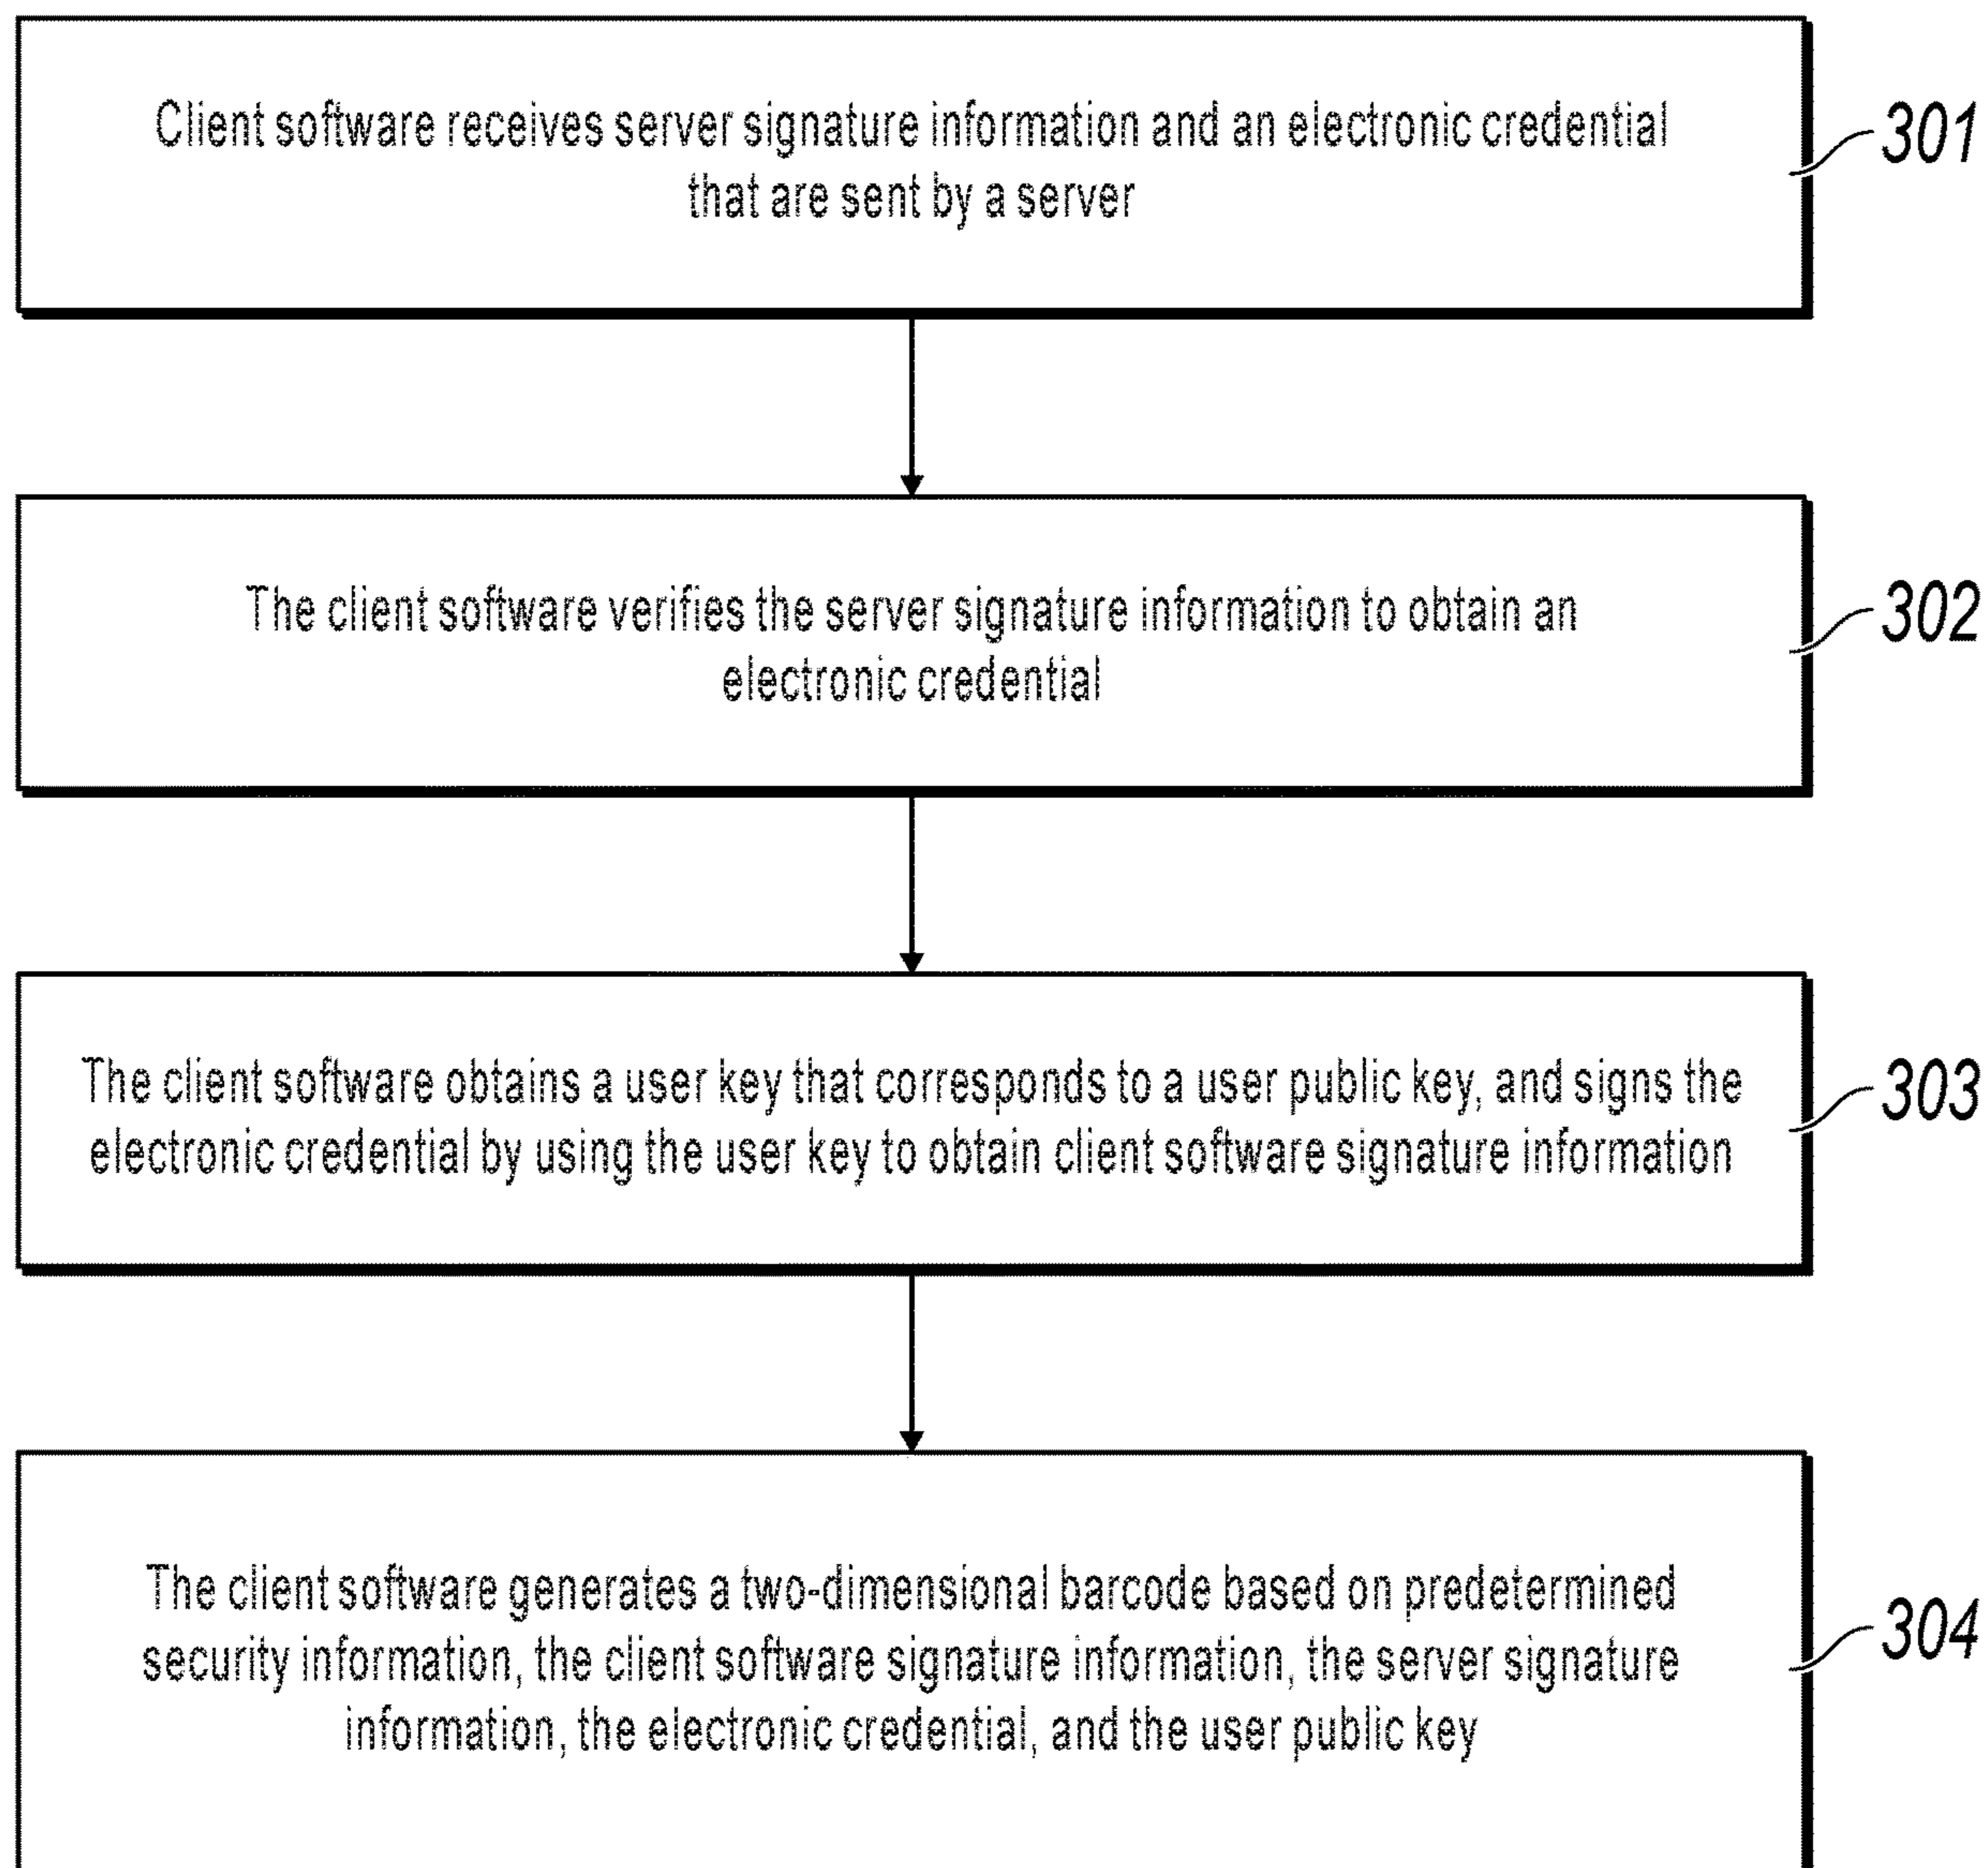 Client software receives server signature information and an electronic credential
that are sent by a server
301
The client software verifies the server signature information to obtain an
electronic credential
302
The client software obtains a user key that corresponds to a user public key, and signs the
electronic credential by using the user key to obtain client software signature information
303
The client software generates a two-dimensional barcode based on predetermined
security information, the client software signature information, the server signature
information, the electronic credential, and the user public key
304